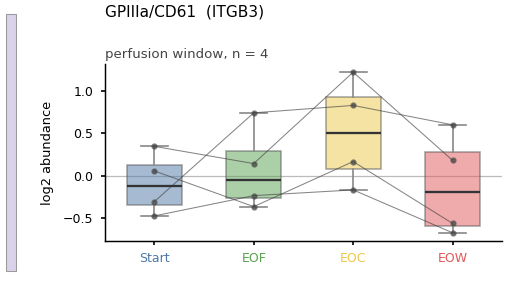 GPIIIa/CD61  (ITGB3)
perfusion window, n = 4
log2 abundance
1.0
0.5
0.0
−0.5
Start EOF EOC EOW